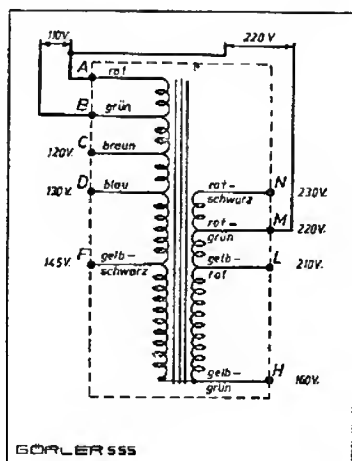 110V.
220 V
A rot
B grün
C braun
120V.
D blau
130V.
F gelb-
schwarz
145V.
rot-
schwarz N
230V.
rot-
grün M
220V.
gelb-
rot L
210V.
gelb-
grün H
160V.
GÖRLER 555